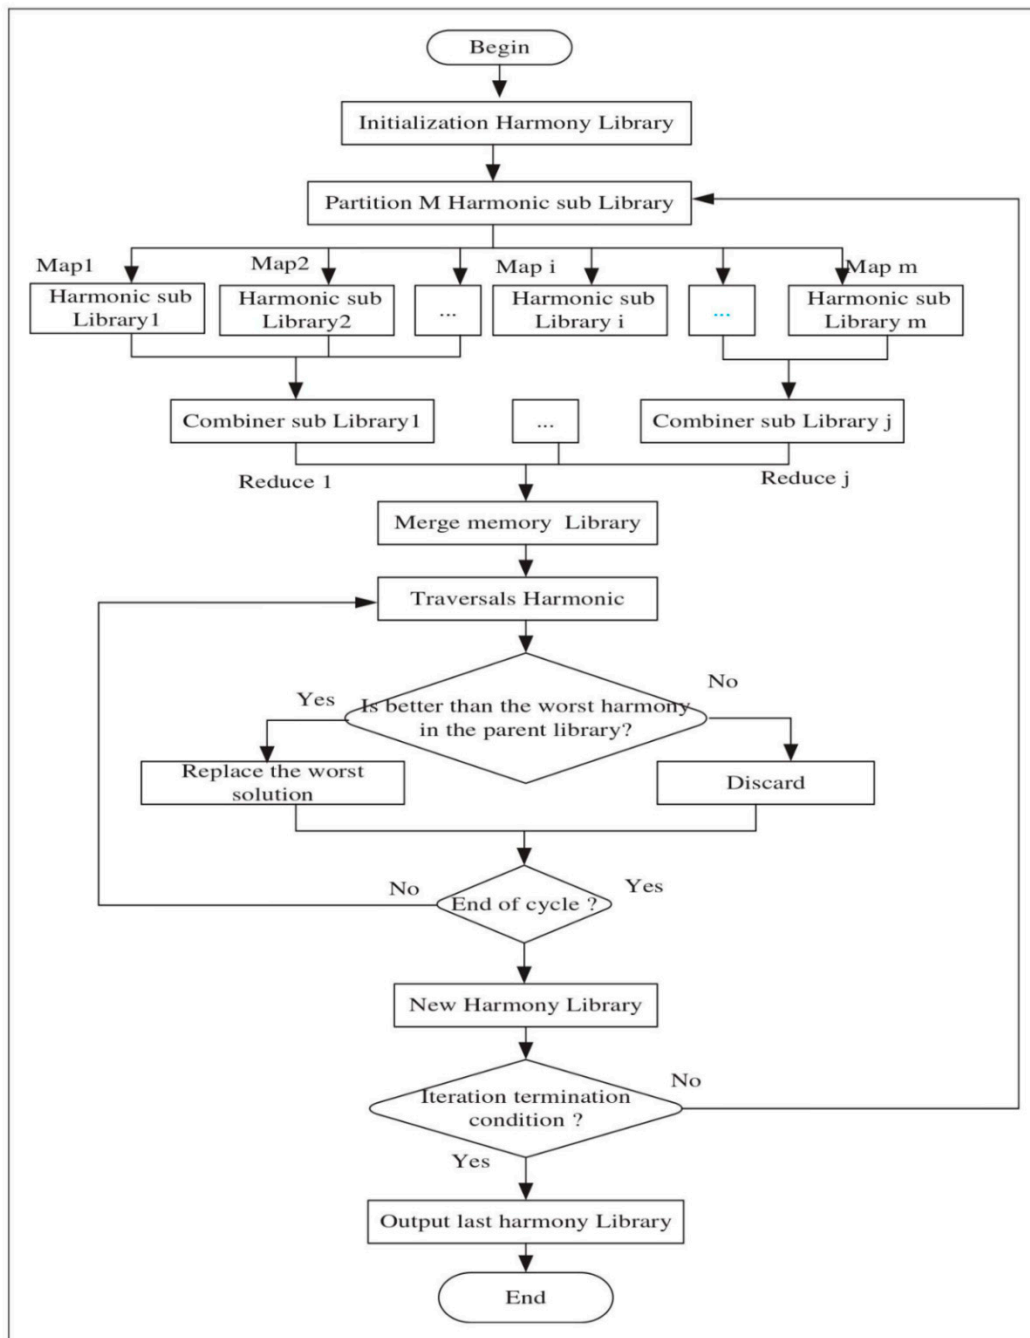 Begin
Initialization Harmony Library
Partition M Harmonic sub Library
Map1
Map2
Map i
Map m
Harmonic sub
Library1
Harmonic sub
Library2
...
Harmonic sub
Library i
...
Harmonic sub
Library m
Combiner sub Library1
...
Combiner sub Library j
Reduce 1
Reduce j
Merge memory Library
Traversals Harmonic
Yes
No
Is better than the worst harmony
in the parent library?
Replace the worst
solution
Discard
No
Yes
End of cycle ?
New Harmony Library
No
Iteration termination
condition ?
Yes
Output last harmony Library
End